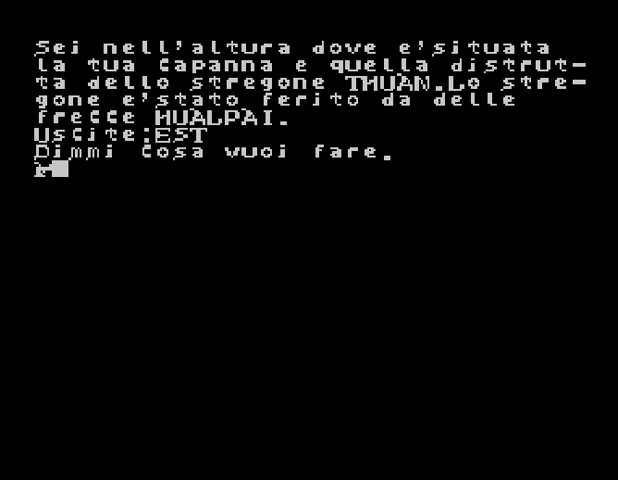 Sei nell'altura dove e'situata
la tua capanna e quella distrut-
ta dello stregone THUAN.Lo stre-
gone e'stato ferito da delle
frecce HUALPAI.
Uscite:EST
Dimmi cosa vuoi fare.